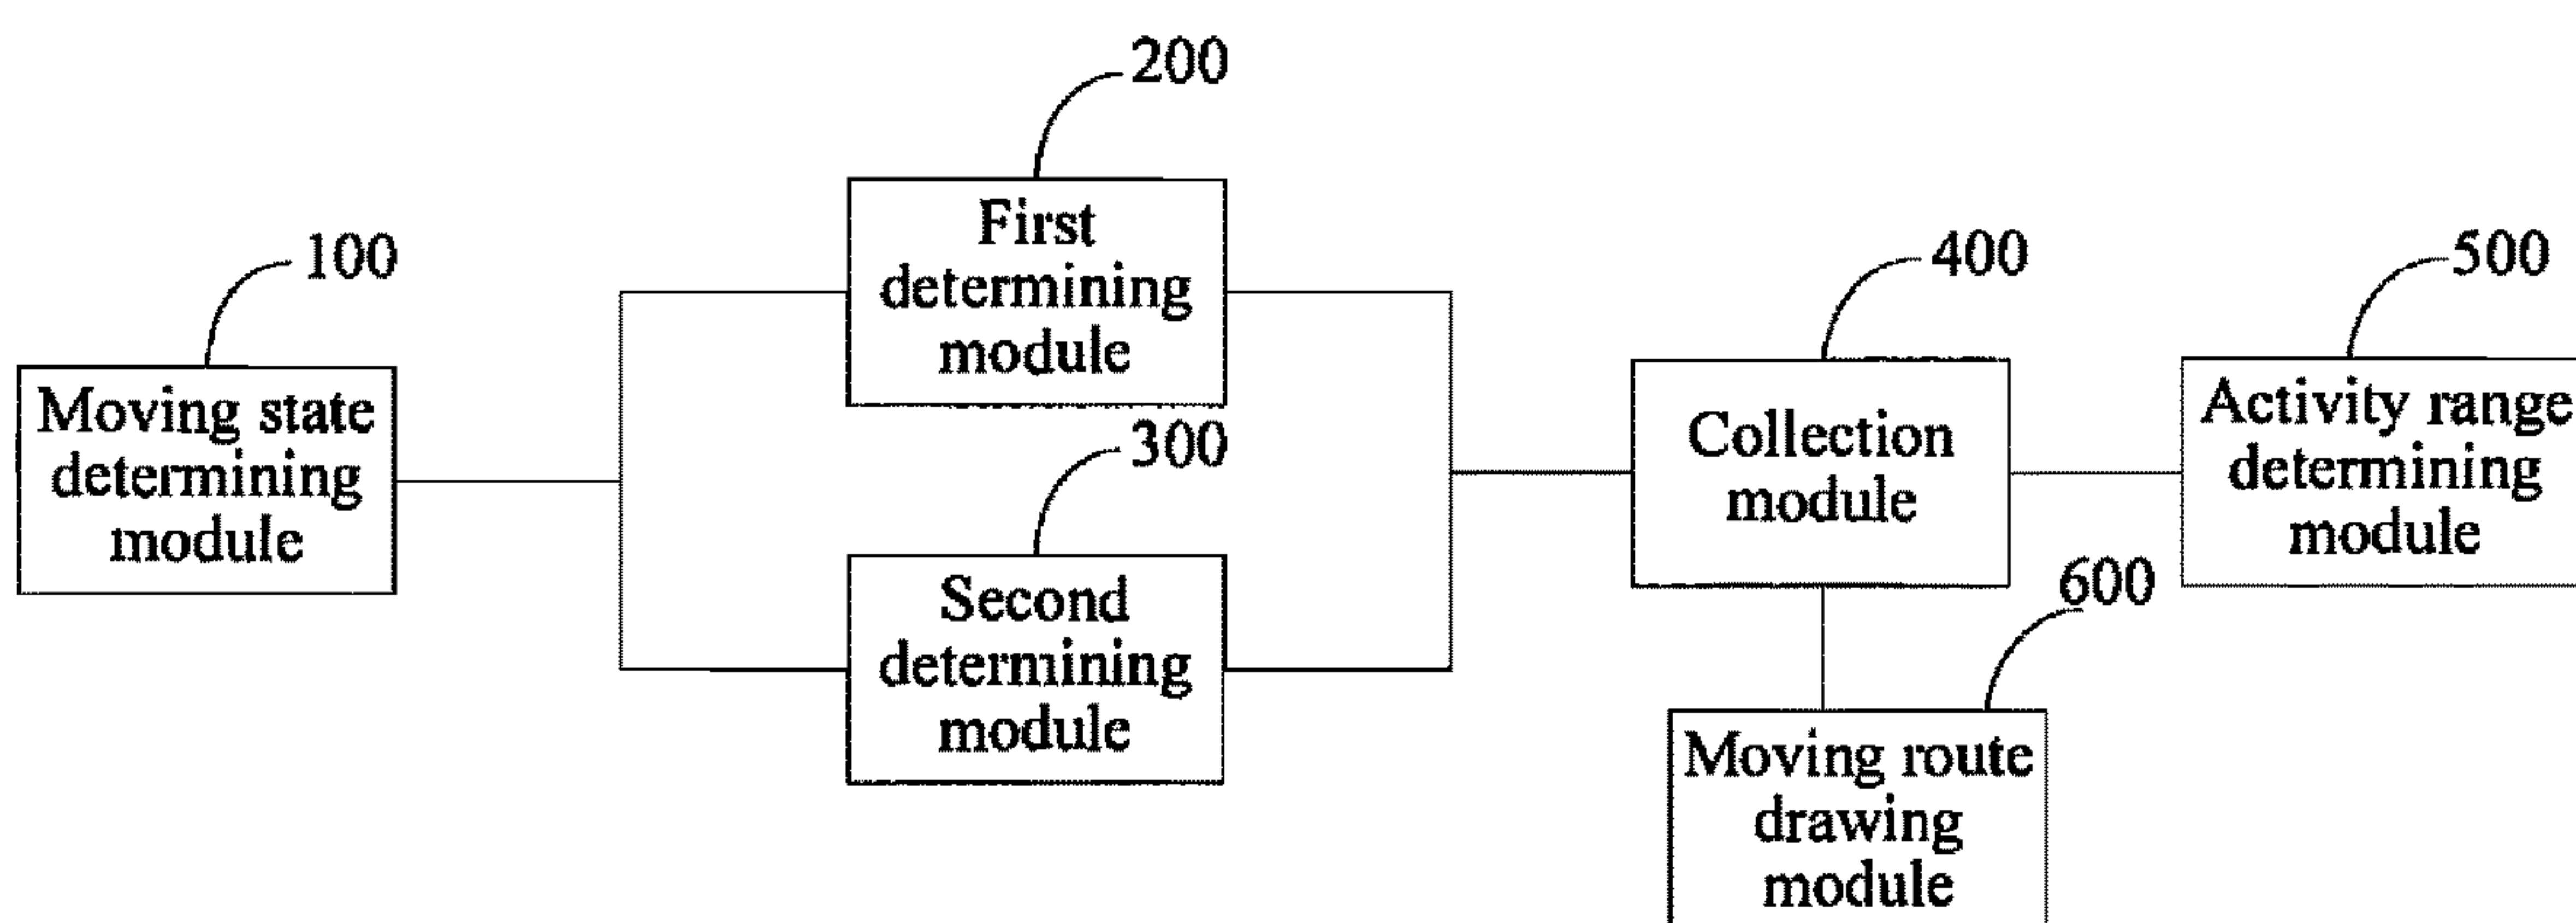 200
First
determining
module
100
Moving state
determining
module
300
Second
determining
module
400
Collection
module
500
Activity range
determining
module
600
Moving route
drawing
module